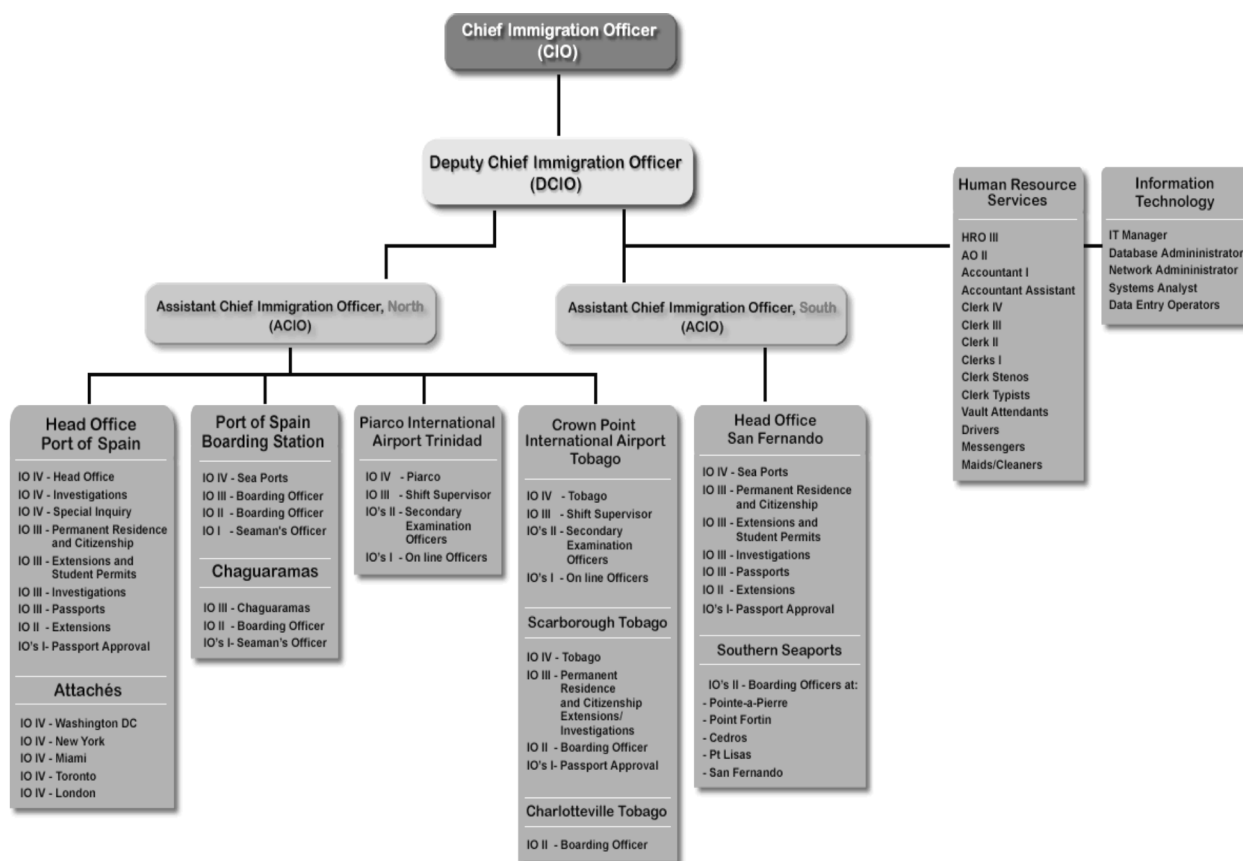 Chief Immigration Officer
(CIO)
Deputy Chief Immigration Officer
(DCIO)
Human Resource
Services
HRO III
AO II
Accountant I
Accountant Assistant
Clerk IV
Clerk III
Clerk II
Clerks I
Clerk Stenos
Clerk Typists
Vault Attendants
Drivers
Messengers
Maids/Cleaners
Information
Technology
IT Manager
Database Admininistrator
Network Admininistrator
Systems Analyst
Data Entry Operators
Assistant Chief Immigration Officer, North
(ACIO)
Assistant Chief Immigration Officer, South
(ACIO)
Head Office
Port of Spain
IO IV - Head Office
IO IV - Investigations
IO IV - Special Inquiry
IO III - Permanent Residence
and Citizenship
IO III - Extensions and
Student Permits
IO III - Investigations
IO III - Passports
IO II - Extensions
IO's I- Passport Approval
Attachés
IO IV - Washington DC
IO IV - New York
IO IV - Miami
IO IV - Toronto
IO IV - London
Port of Spain
Boarding Station
IO IV - Sea Ports
IO III - Boarding Officer
IO II - Boarding Officer
IO I - Seaman's Officer
Chaguaramas
IO III - Chaguaramas
IO II - Boarding Officer
IO's I- Seaman's Officer
Piarco International
Airport Trinidad
IO IV - Piarco
IO III - Shift Supervisor
IO's II - Secondary
Examination
Officers
IO's I - On line Officers
Crown Point
International Airport
Tobago
IO IV - Tobago
IO III - Shift Supervisor
IO's II - Secondary
Examination
Officers
IO's I - On line Officers
Scarborough Tobago
IO IV - Tobago
IO III - Permanent
Residence
and Citizenship
Extensions/
Investigations
IO II - Boarding Officer
IO's I- Passport Approval
Charlotteville Tobago
IO II - Boarding Officer
Head Office
San Fernando
IO IV - Sea Ports
IO III - Permanent Residence
and Citizenship
IO III - Extensions and
Student Permits
IO III - Investigations
IO III - Passports
IO II - Extensions
IO's I- Passport Approval
Southern Seaports
IO's II - Boarding Officers at:
- Pointe-a-Pierre
- Point Fortin
- Cedros
- Pt Lisas
- San Fernando